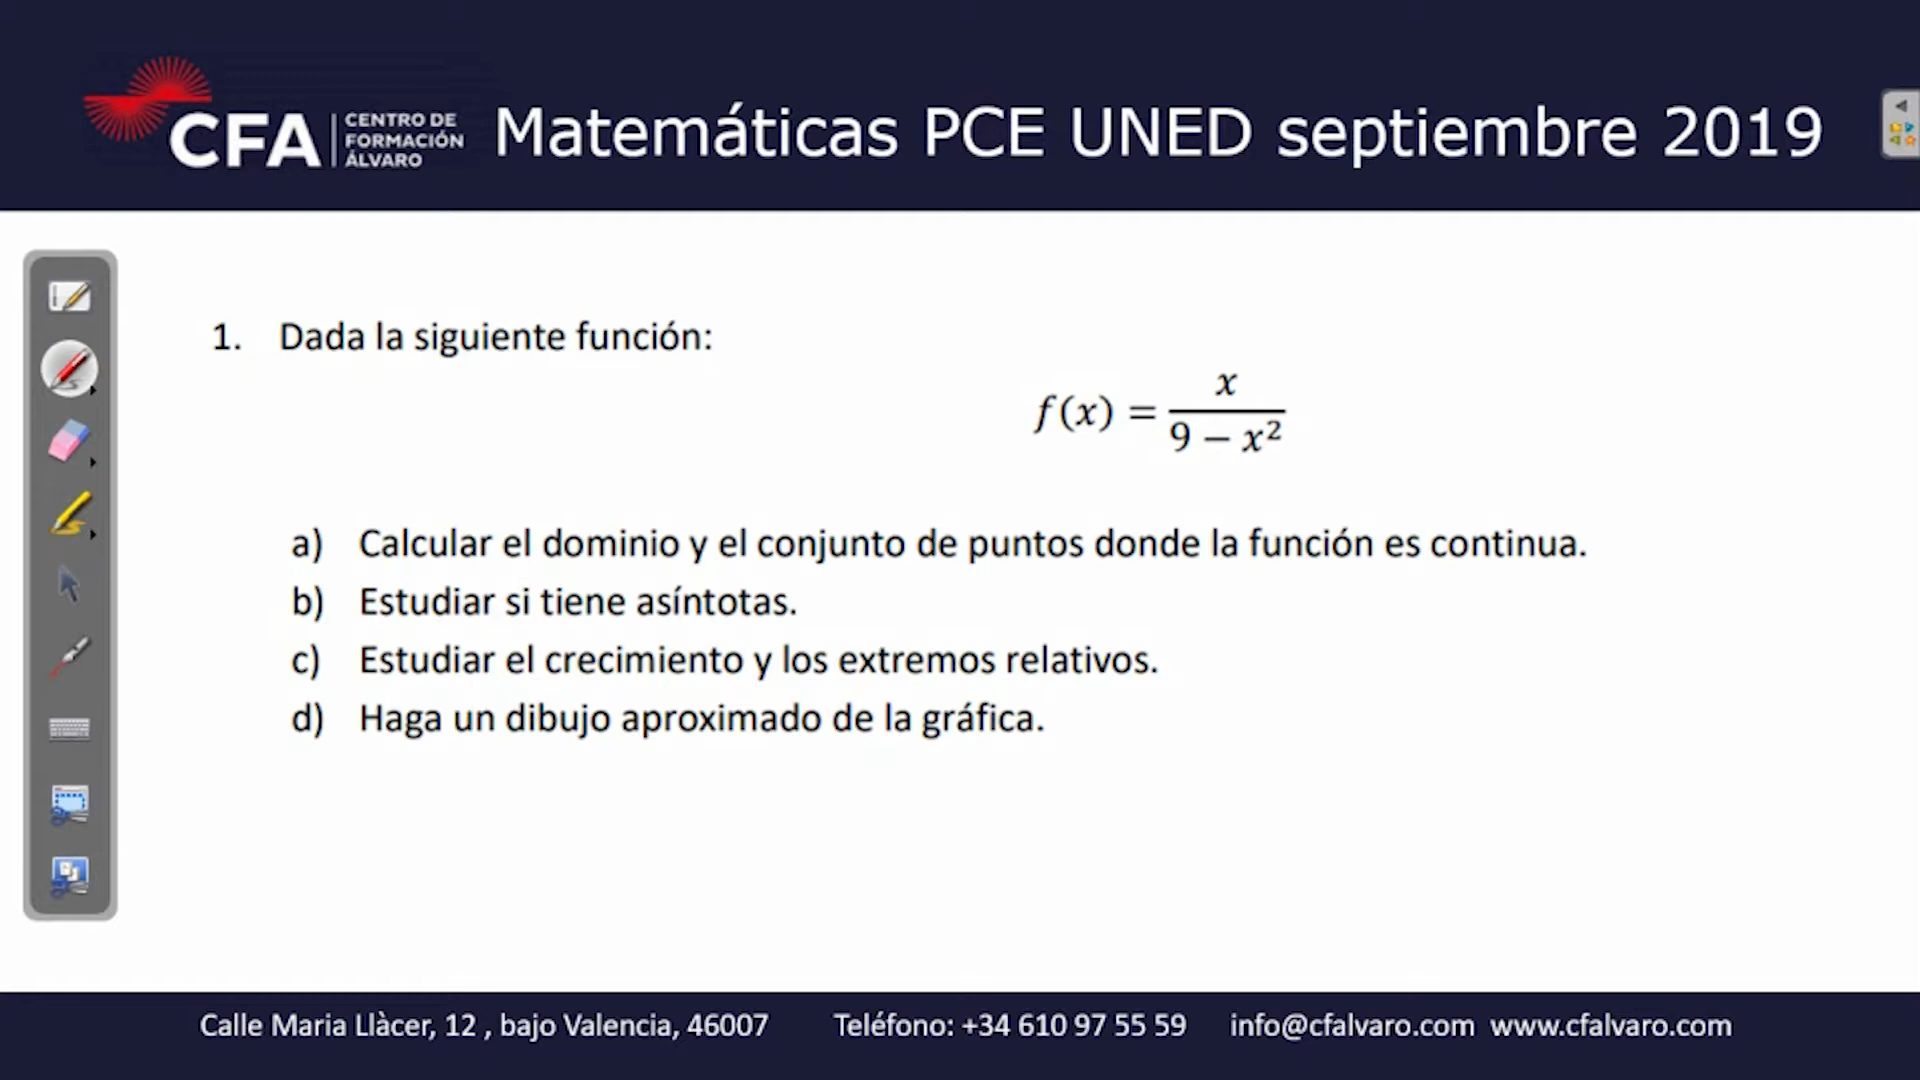 CFA
CENTRO DE
FORMACIÓN
ÁLVARO
Matemáticas PCE UNED septiembre 2019
1. Dada la siguiente función:
f(x) = x / (9 − x²)
a) Calcular el dominio y el conjunto de puntos donde la función es continua.
b) Estudiar si tiene asíntotas.
c) Estudiar el crecimiento y los extremos relativos.
d) Haga un dibujo aproximado de la gráfica.
Calle Maria Llàcer, 12 , bajo Valencia, 46007 Teléfono: +34 610 97 55 59 info@cfalvaro.com www.cfalvaro.com